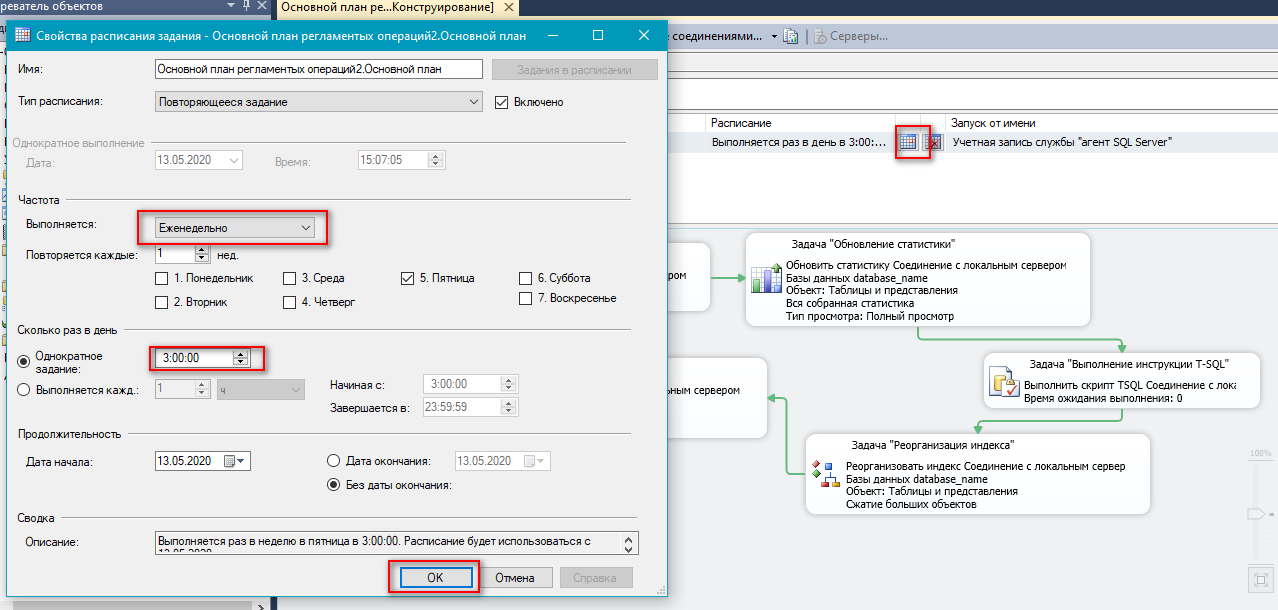 реватель объектов
Основной план ре...Конструирование]
Свойства расписания задания - Основной план регламентых операций2.Основной план
соединениями...
Серверы...
Имя:
Основной план регламентых операций2.Основной план
Задания в расписании
Тип расписания:
Повторяющееся задание
Включено
Расписание
Запуск от имени
Выполняется раз в день в 3:00:...
Учетная запись службы "агент SQL Server"
Однократное выполнение
Дата:
13.05.2020
Время:
15:07:05
Частота
Выполняется:
Еженедельно
Повторяется каждые:
1
нед.
1. Понедельник
3. Среда
5. Пятница
6. Суббота
2. Вторник
4. Четверг
7. Воскресенье
Сколько раз в день
Однократное
задание:
3:00:00
Выполняется кажд.:
1
ч
Начиная с:
3:00:00
Завершается в:
23:59:59
Продолжительность
Дата начала:
13.05.2020
Дата окончания:
13.05.2020
Без даты окончания:
Сводка
Описание:
Выполняется раз в неделю в пятница в 3:00:00. Расписание будет использоваться с
13.05.2020
OK
Отмена
Справка
ром
Задача "Обновление статистики"
Обновить статистику Соединение с локальным сервером
Базы данных database_name
Объект: Таблицы и представления
Вся собранная статистика
Тип просмотра: Полный просмотр
Задача "Выполнение инструкции T-SQL"
Выполнить скрипт TSQL Соединение с лока
Время ожидания выполнения: 0
ьным сервером
Задача "Реорганизация индекса"
Реорганизовать индекс Соединение с локальным сервер
Базы данных database_name
Объект: Таблицы и представления
Сжатие больших объектов
100%